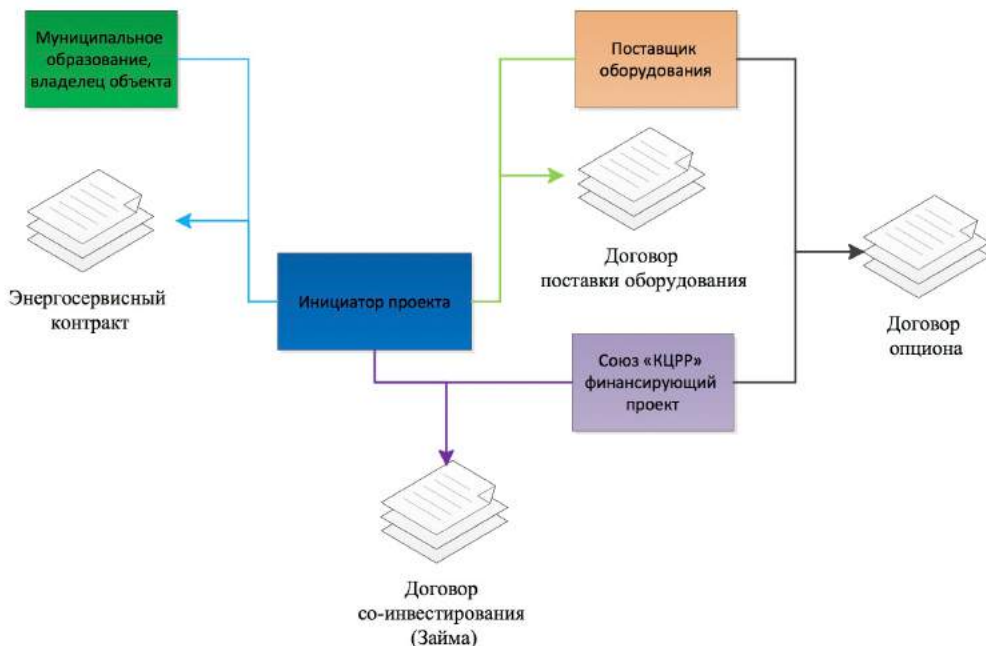 Муниципальное
образование,
владелец объекта
Поставщик
оборудования
Энергосервисный
контракт
Инициатор проекта
Договор
поставки оборудования
Договор
опциона
Союз «КЦРР»
финансирующий
проект
Договор
со-инвестирования
(Займа)